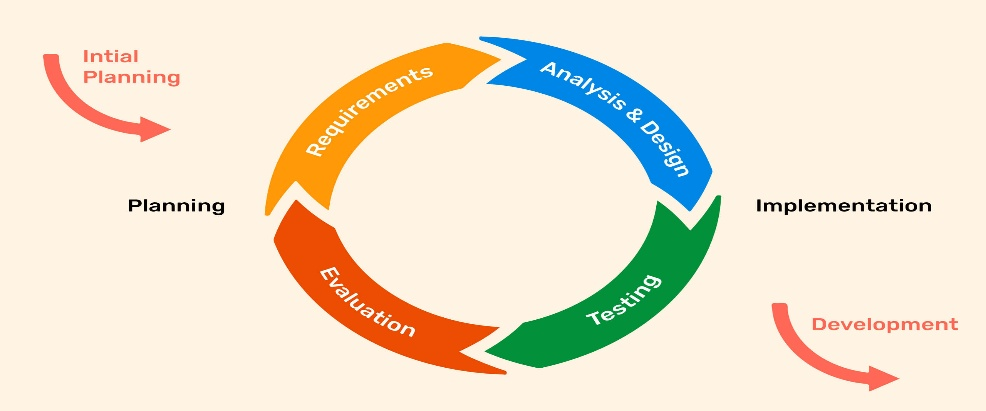 Intial
Planning
Requirements
Analysis & Design
Planning
Implementation
Evaluation
Testing
Development